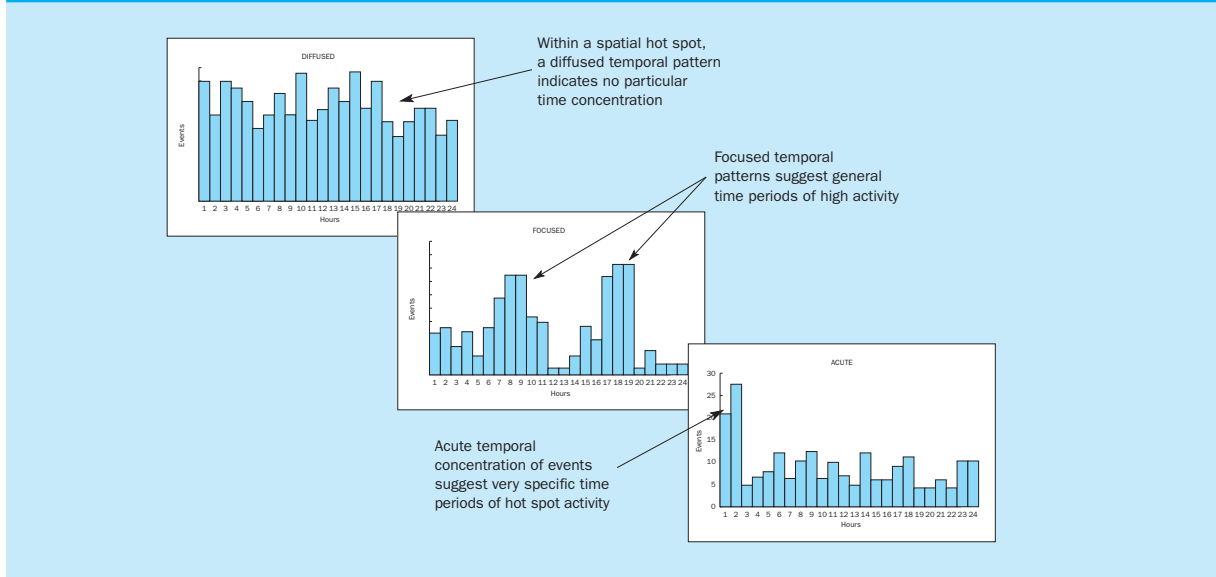 DIFFUSED
Events
1 2 3 4 5 6 7 8 9 10 11 12 13 14 15 16 17 18 19 20 21 22 23 24
Hours
Within a spatial hot spot,
a diffused temporal pattern
indicates no particular
time concentration
Focused temporal
patterns suggest general
time periods of high activity
FOCUSED
Events
1 2 3 4 5 6 7 8 9 10 11 12 13 14 15 16 17 18 19 20 21 22 23 24
Hours
Acute temporal
concentration of events
suggest very specific time
periods of hot spot activity
ACUTE
30
25
20
15
10
5
0
Events
1 2 3 4 5 6 7 8 9 10 11 12 13 14 15 16 17 18 19 20 21 22 23 24
Hours